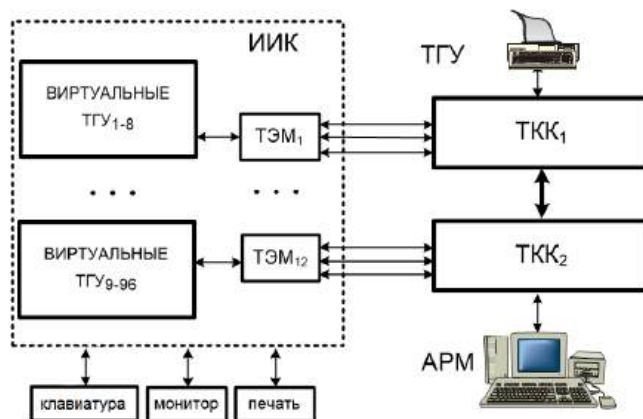 ИИК
ТГУ
ВИРТУАЛЬНЫЕ
ТГУ1-8
ТЭМ1
ТКК1
. . .
. . .
ВИРТУАЛЬНЫЕ
ТГУ9-96
ТЭМ12
ТКК2
АРМ
клавиатура
монитор
печать